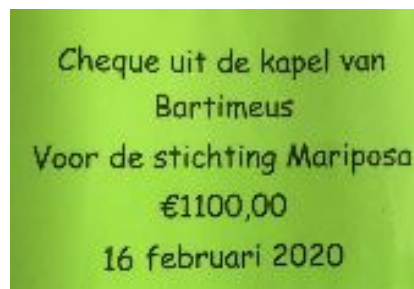 Cheque uit de kapel van
Bartimeus
Voor de stichting Mariposa
€1100,00
16 februari 2020